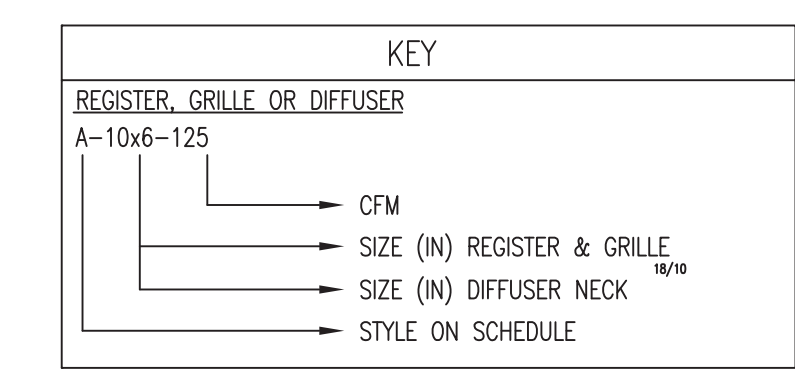 KEY
REGISTER, GRILLE OR DIFFUSER
A-10x6-125
CFM
SIZE (IN) REGISTER & GRILLE
18/10
SIZE (IN) DIFFUSER NECK
STYLE ON SCHEDULE